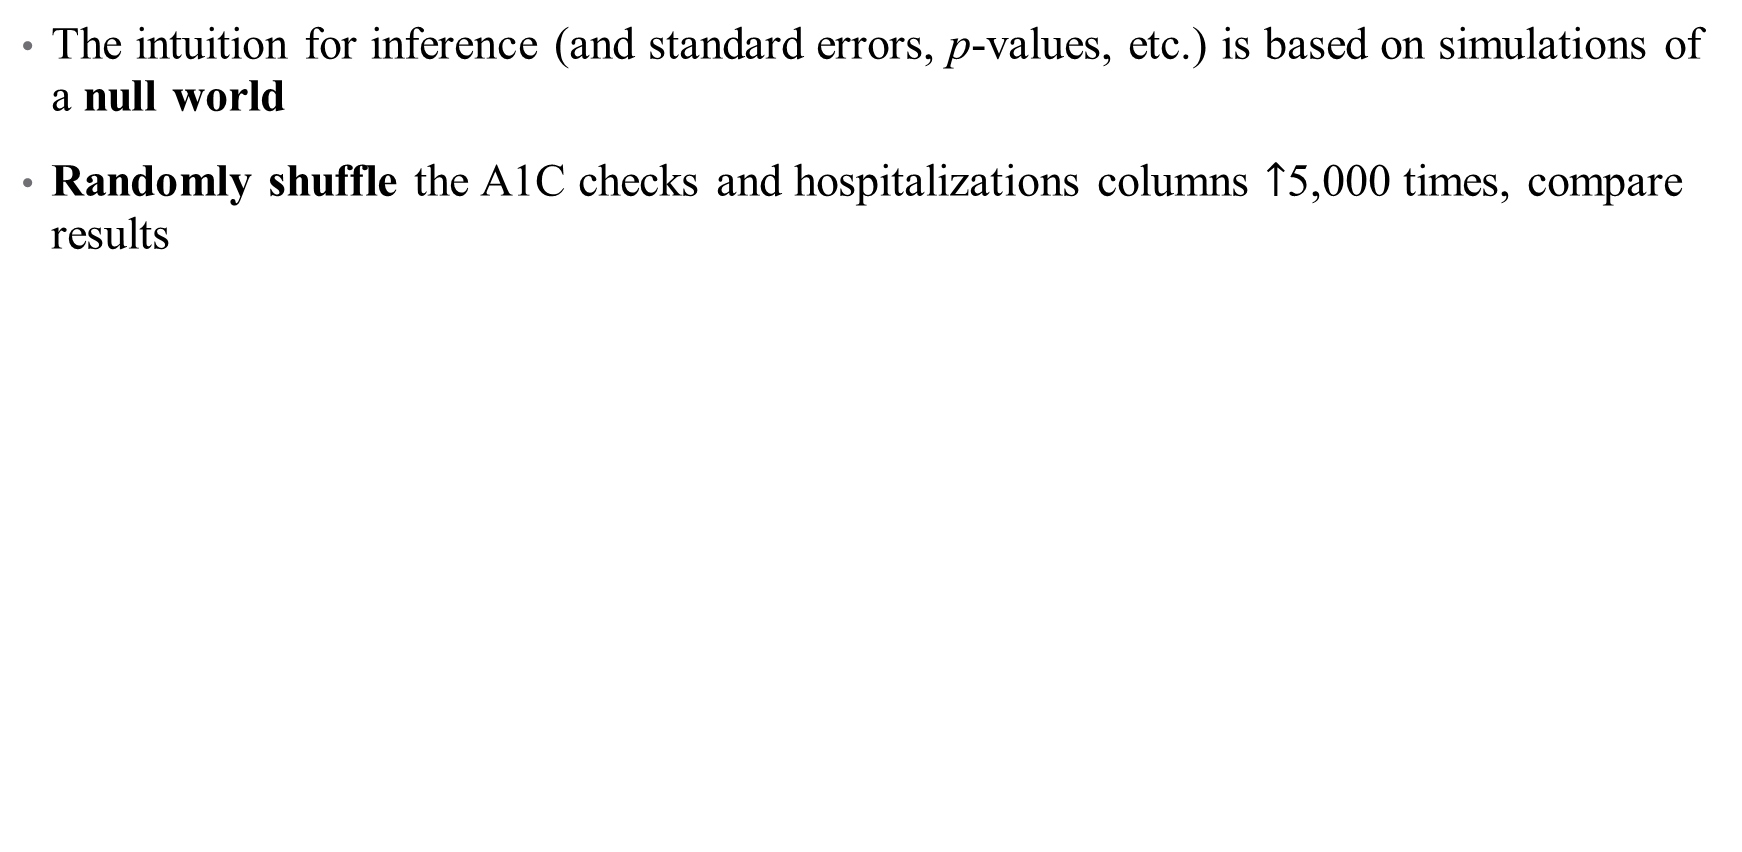 • The intuition for inference (and standard errors, p-values, etc.) is based on simulations of
a null world
• Randomly shuffle the A1C checks and hospitalizations columns ↑5,000 times, compare
results